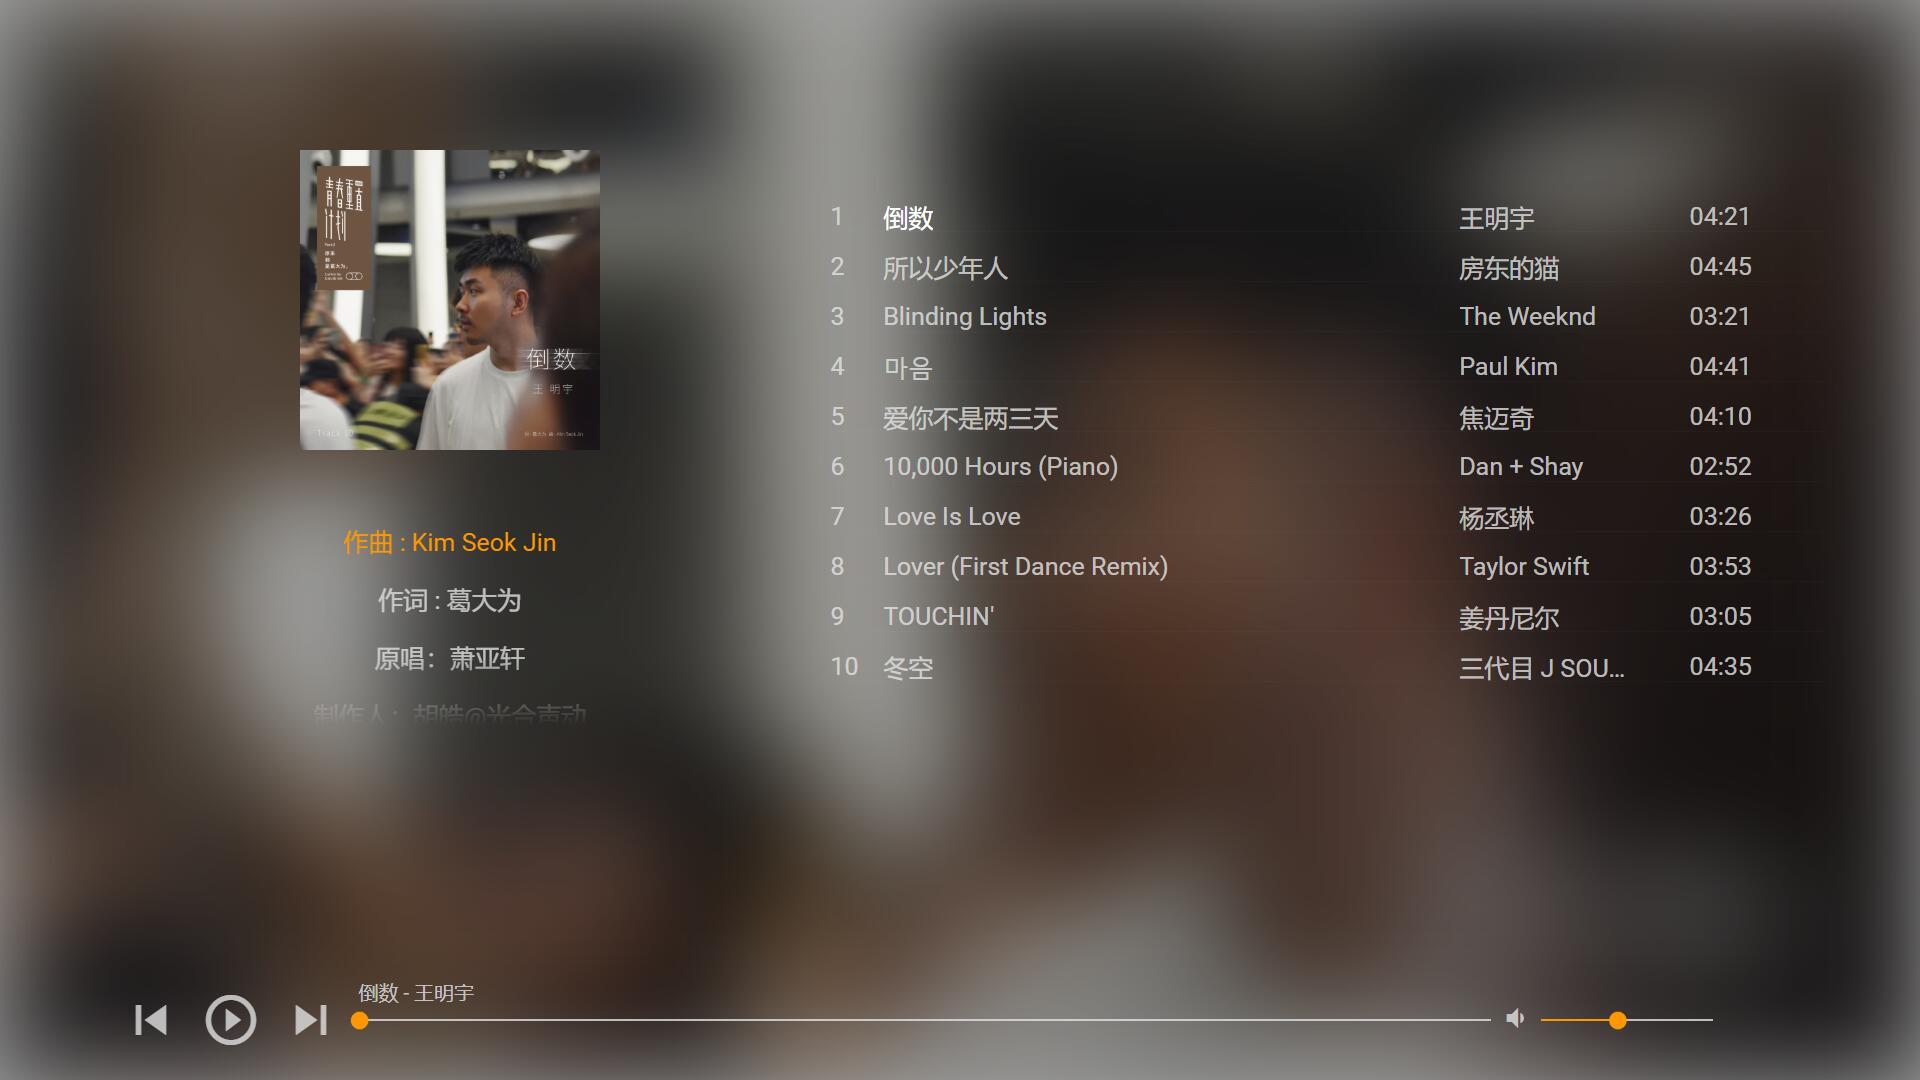 青春重置
计划
倒数
王明宇
Track 10
作曲 : Kim Seok Jin
作词 : 葛大为
原唱：萧亚轩
制作人：胡皓@光合声动
1 倒数 王明宇 04:21
2 所以少年人 房东的猫 04:45
3 Blinding Lights The Weeknd 03:21
4 마음 Paul Kim 04:41
5 爱你不是两三天 焦迈奇 04:10
6 10,000 Hours (Piano) Dan + Shay 02:52
7 Love Is Love 杨丞琳 03:26
8 Lover (First Dance Remix) Taylor Swift 03:53
9 TOUCHIN' 姜丹尼尔 03:05
10 冬空 三代目 J SOU... 04:35
倒数 - 王明宇